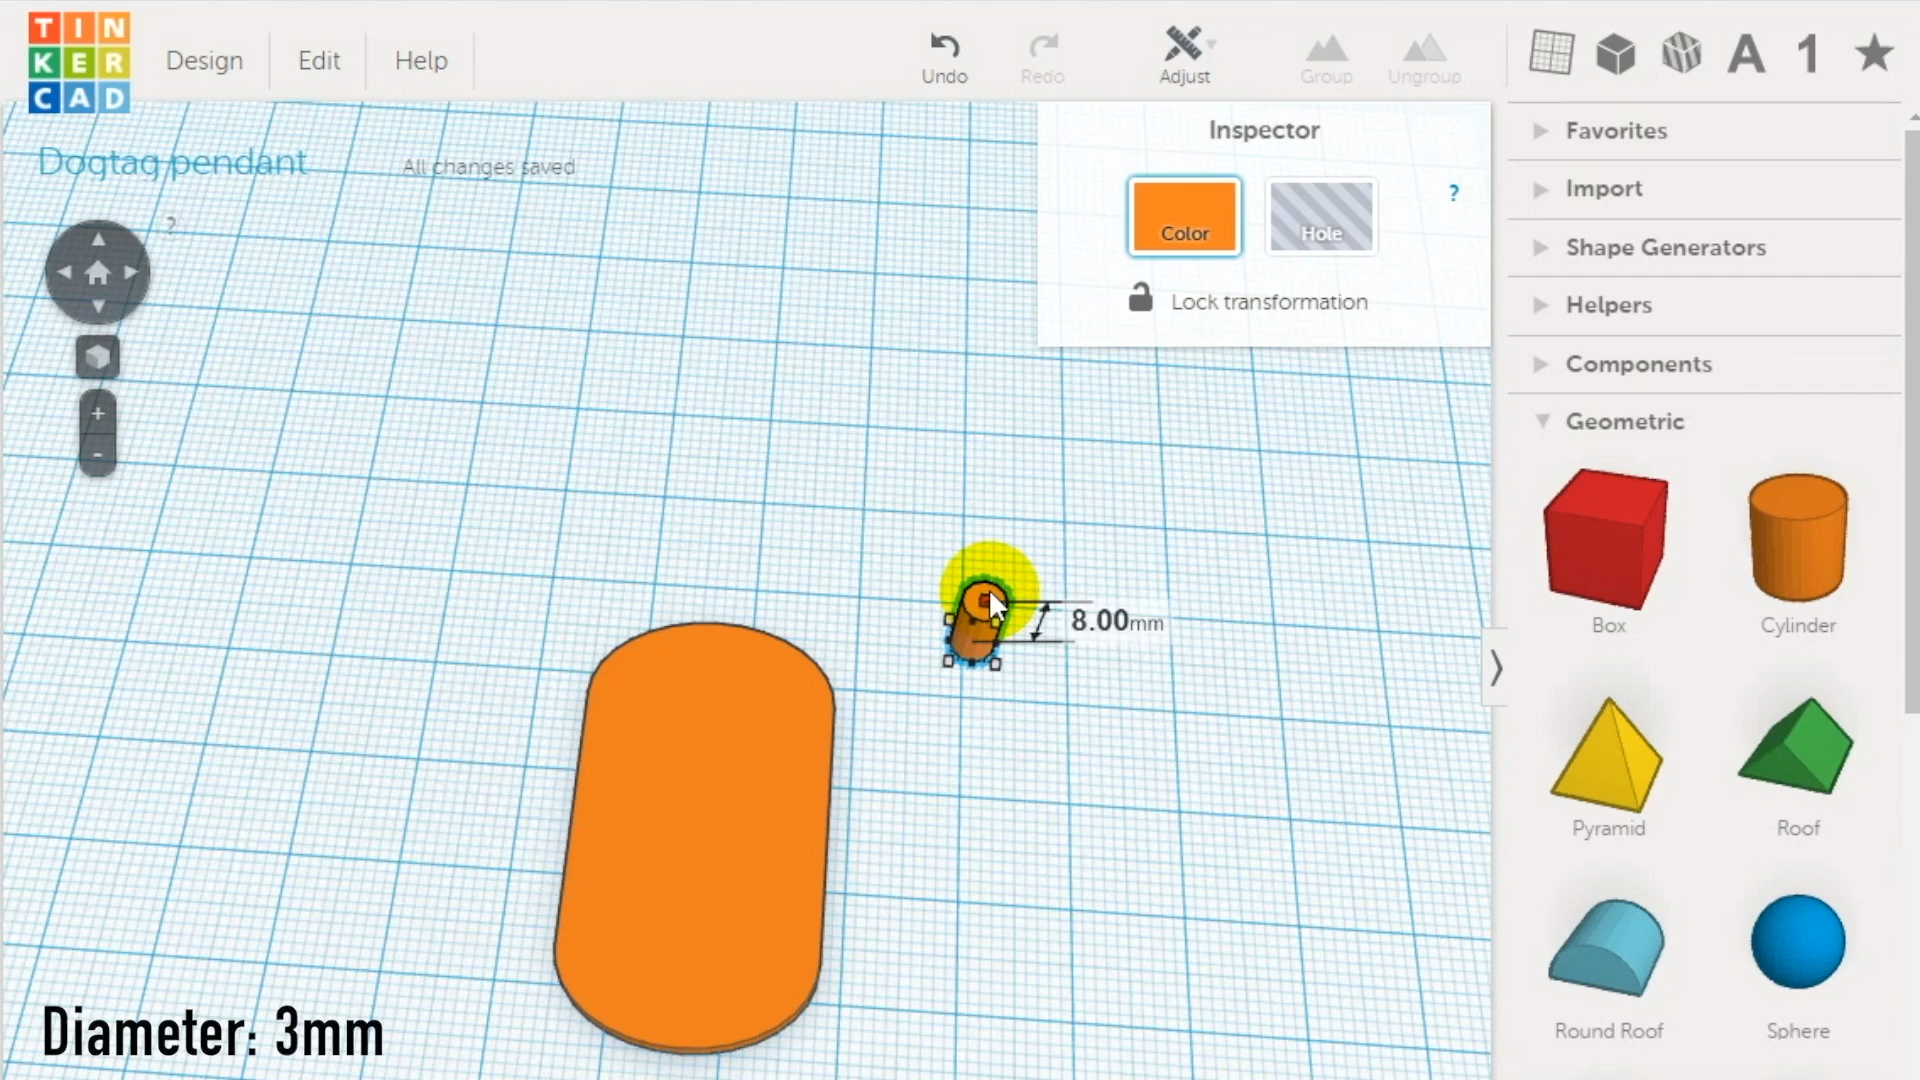 TIN
KER
CAD
Design
Edit
Help
Undo
Redo
Adjust
Group
Ungroup
A
1
Dogtag pendant
All changes saved
?
Inspector
Color
Hole
?
Lock transformation
+
-
8.00mm
Diameter: 3mm
Favorites
Import
Shape Generators
Helpers
Components
Geometric
Box
Cylinder
Pyramid
Roof
Round Roof
Sphere